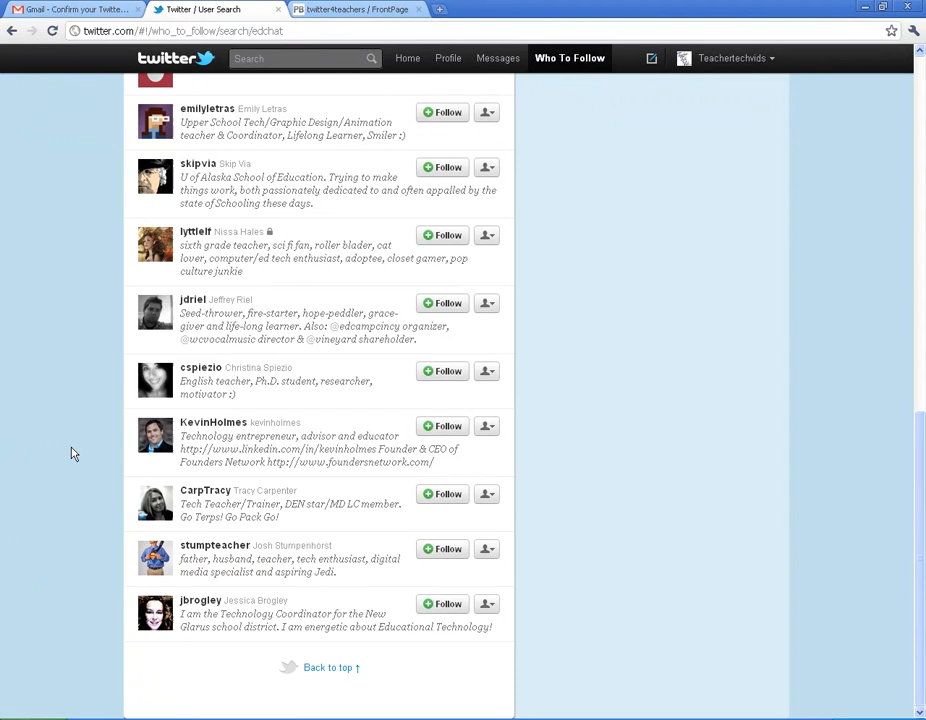 Gmail - Confirm your Twitte...
Twitter / User Search
PB twitter4teachers / FrontPage
twitter.com/#!/who_to_follow/search/edchat
twitter
Search
Home
Profile
Messages
Who To Follow
Teachertechvids
emilyletras Emily Letras
Follow
Upper School Tech/Graphic Design/Animation
teacher & Coordinator, Lifelong Learner, Smiler :)
skipvia Skip Via
Follow
U of Alaska School of Education. Trying to make
things work, both passionately dedicated to and often appalled by the
state of Schooling these days.
lyttlelf Nissa Hales
Follow
sixth grade teacher, sci fi fan, roller blader, cat
lover, computer/ed tech enthusiast, adoptee, closet gamer, pop
culture junkie
jdriel Jeffrey Riel
Follow
Seed-thrower, fire-starter, hope-peddler, grace-
giver and life-long learner. Also: @edcampcincy organizer,
@wcvocalmusic director & @vineyard shareholder.
cspiezio Christina Spiezio
Follow
English teacher, Ph.D. student, researcher,
motivator :)
KevinHolmes kevinholmes
Follow
Technology entrepreneur, advisor and educator
http://www.linkedin.com/in/kevinholmes Founder & CEO of
Founders Network http://www.foundersnetwork.com/
CarpTracy Tracy Carpenter
Follow
Tech Teacher/Trainer, DEN star/MD LC member.
Go Terps! Go Pack Go!
stumpteacher Josh Stumpenhorst
Follow
father, husband, teacher, tech enthusiast, digital
media specialist and aspiring Jedi.
jbrogley Jessica Brogley
Follow
I am the Technology Coordinator for the New
Glarus school district. I am energetic about Educational Technology!
Back to top ↑